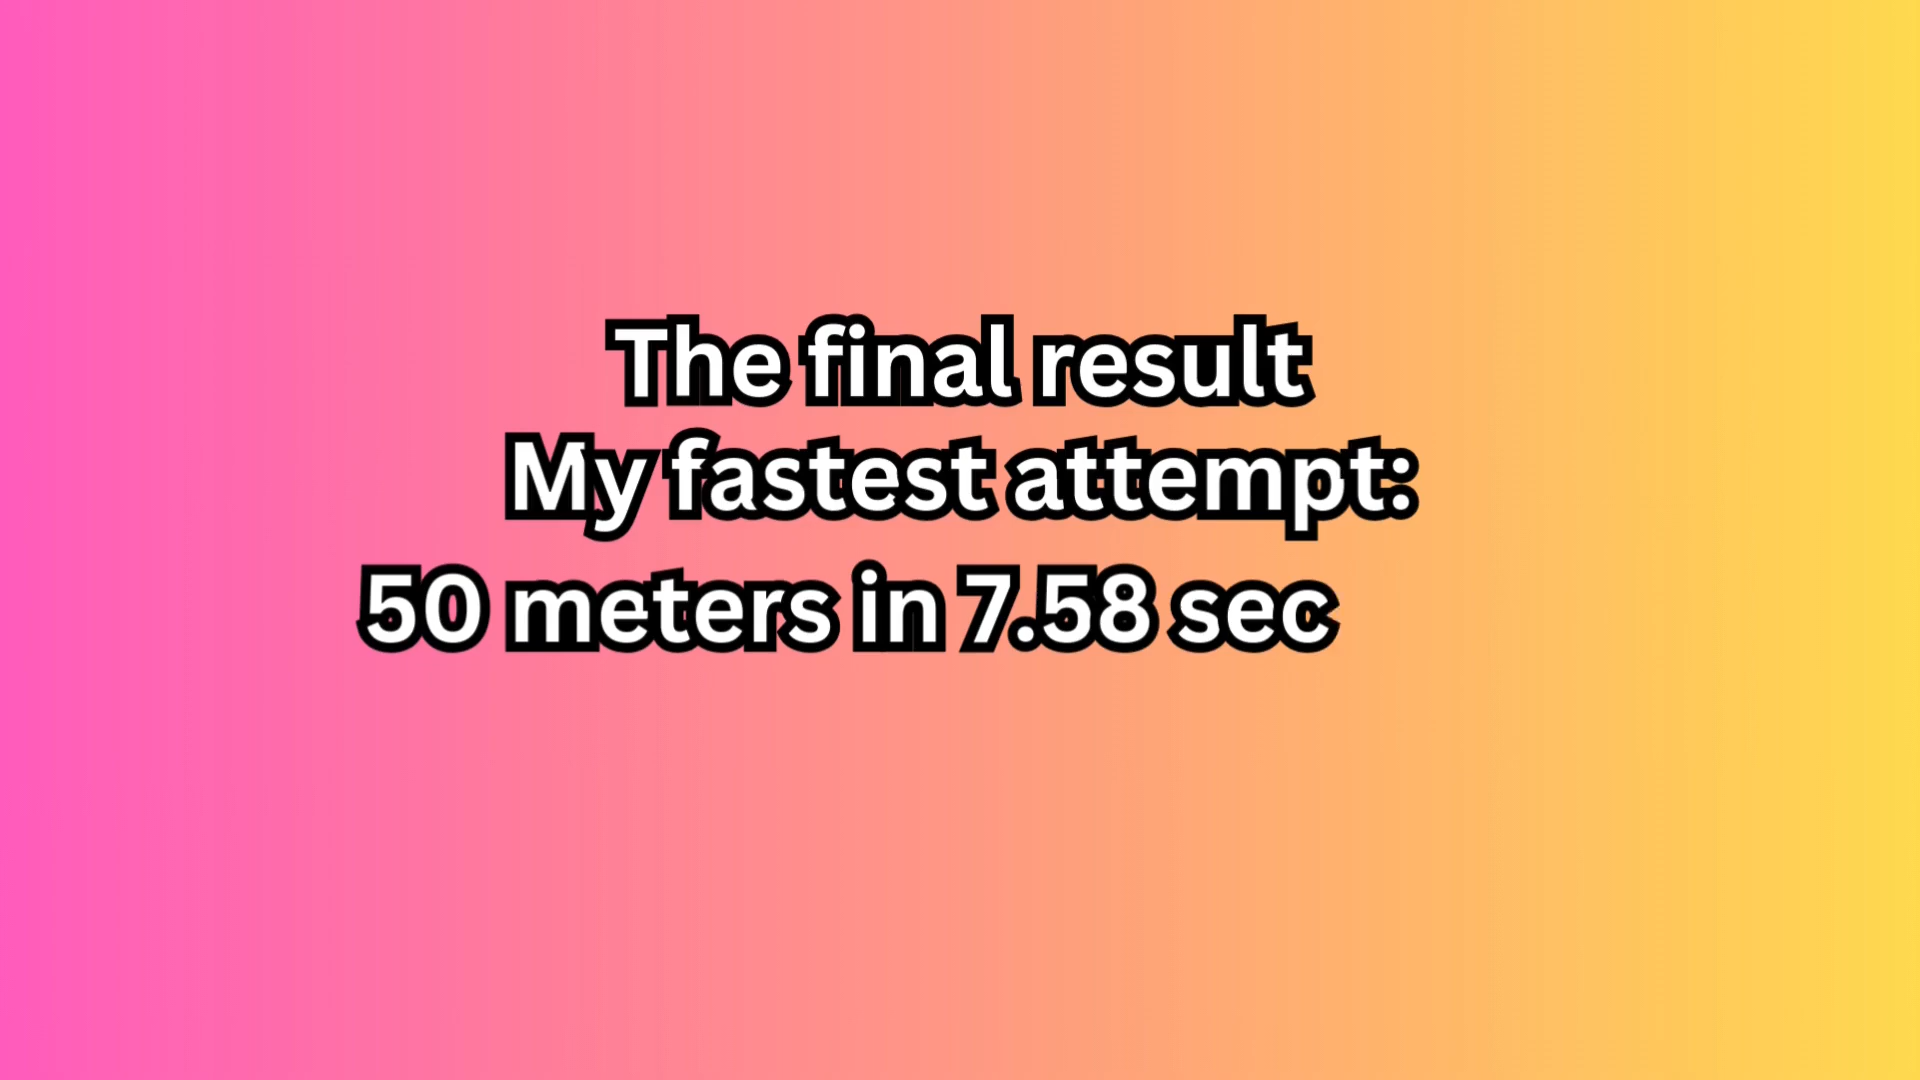 The final result
My fastest attempt:
50 meters in 7.58 sec